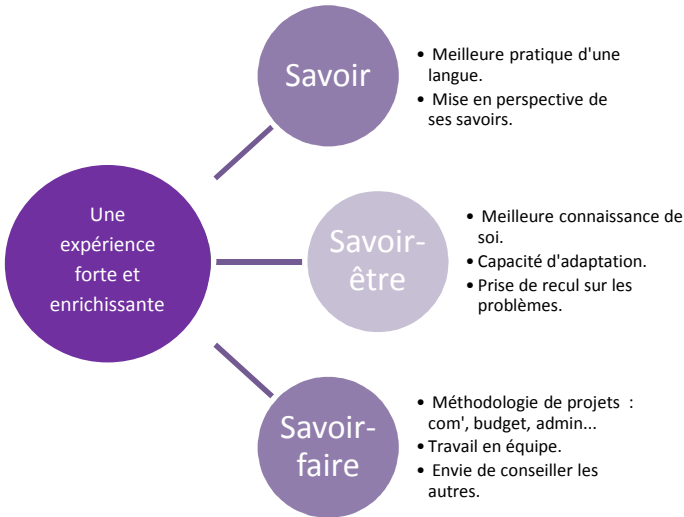 Savoir
• Meilleure pratique d'une
langue.
• Mise en perspective de
ses savoirs.
Une
expérience
forte et
enrichissante
Savoir-
être
• Meilleure connaissance de
soi.
• Capacité d'adaptation.
• Prise de recul sur les
problèmes.
Savoir-
faire
• Méthodologie de projets :
com', budget, admin...
• Travail en équipe.
• Envie de conseiller les
autres.